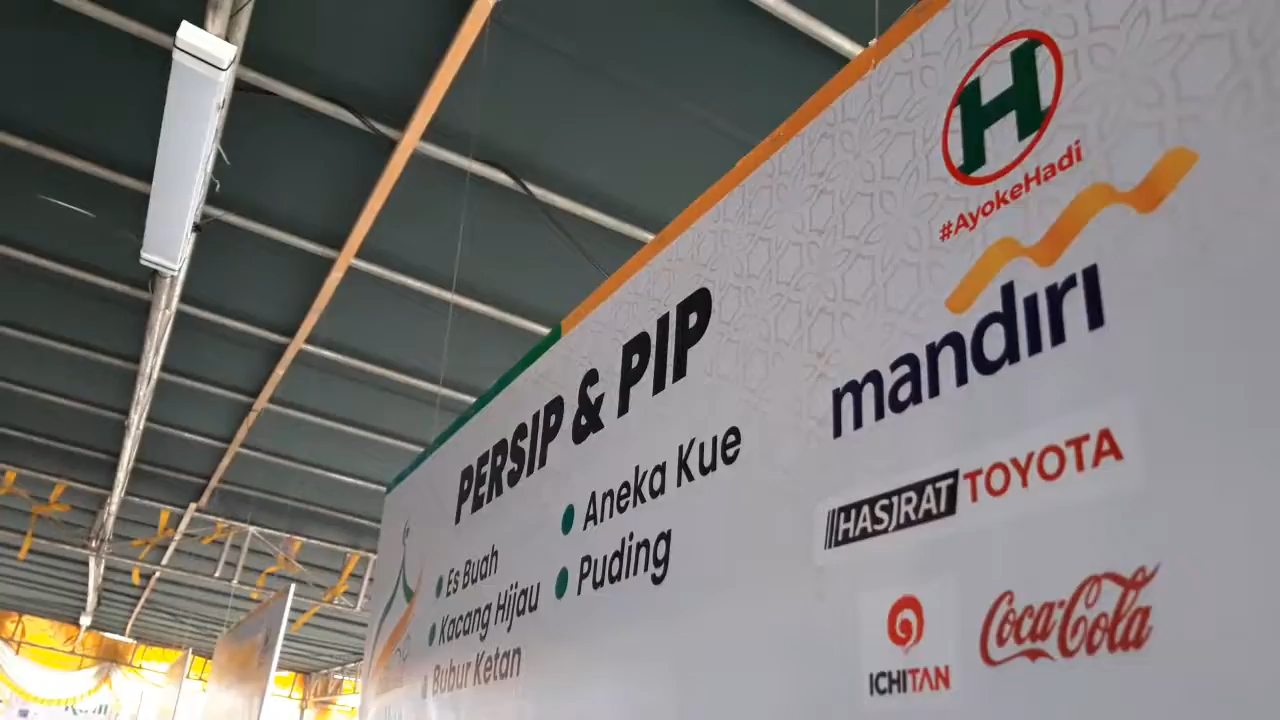 PERSIP & PIP
Es Buah
Kacang Hijau
Bubur Ketan
Aneka Kue
Puding
H
#AyokeHadi
mandiri
HASJRAT TOYOTA
ICHITAN
Coca-Cola